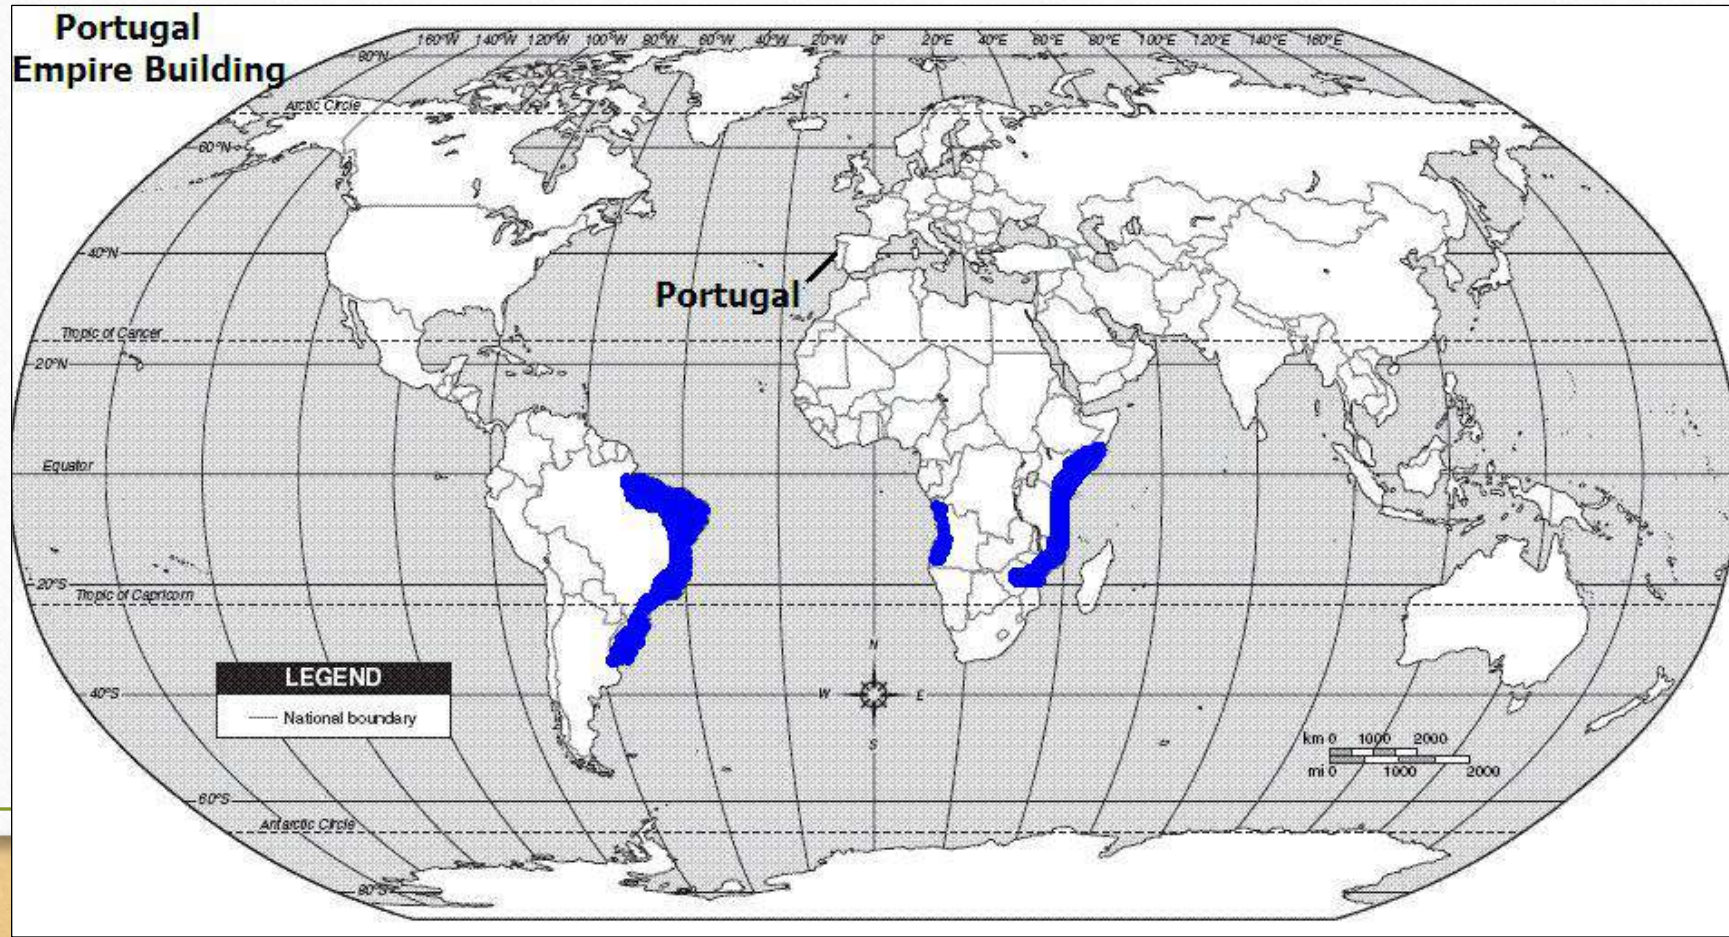 Portugal
Empire Building
160°W 140°W 120°W 100°W 80°W 60°W 40°W 20°W 0° 20°E 40°E 60°E 80°E 100°E 120°E 140°E 160°E
80°N
Arctic Circle
60°N
40°N
Portugal
Tropic of Cancer
20°N
Equator
20°S
Tropic of Capricorn
N
W E
S
LEGEND
National boundary
40°S
km 0 1000 2000
mi 0 1000 2000
60°S
Antarctic Circle
80°S